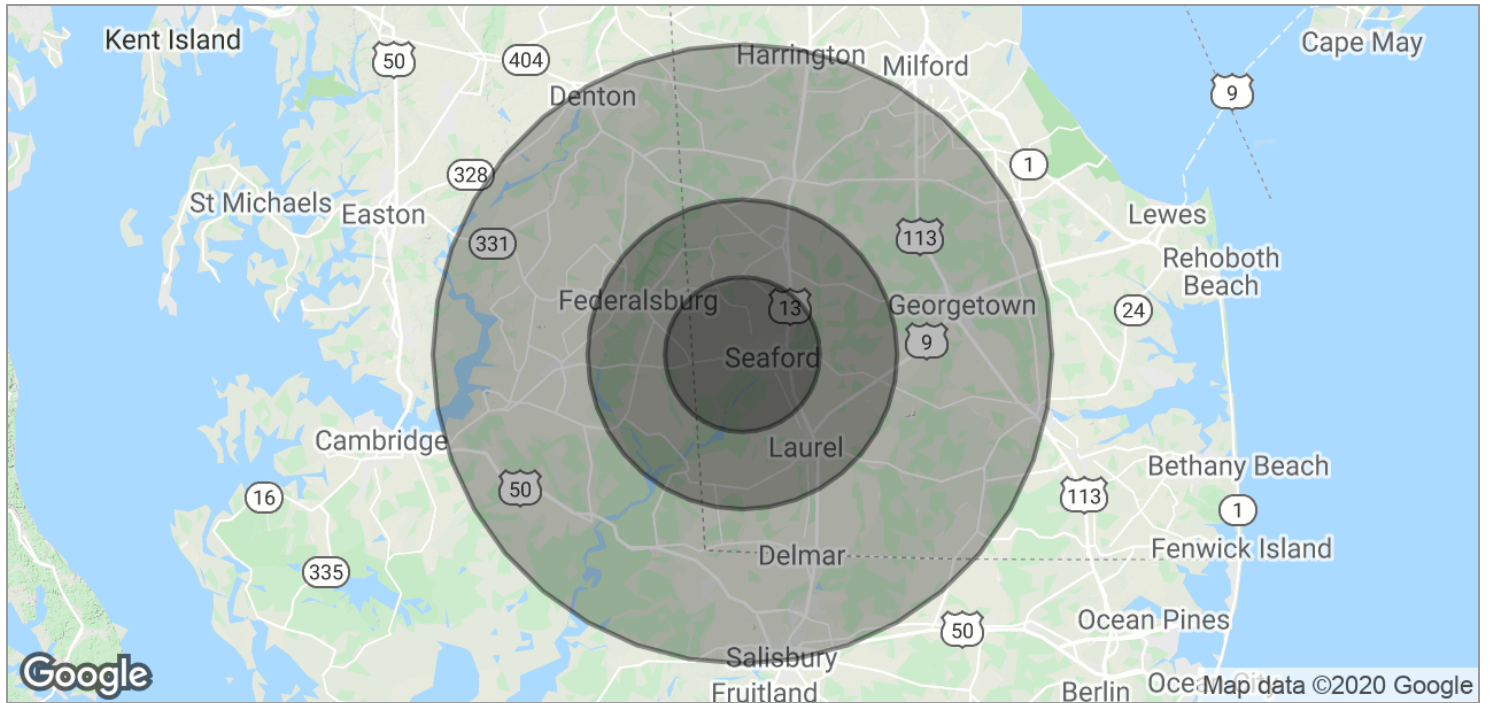 Kent Island
50
404
Harrington
Milford
Cape May
9
Denton
328
1
St Michaels
Easton
Lewes
331
113
Rehoboth
Beach
Federalsburg
13
Georgetown
24
9
Seaford
Cambridge
Laurel
Bethany Beach
50
16
113
1
Delmar
Fenwick Island
335
Ocean Pines
50
Salisbury
Google
Fruitland
Berlin
Ocean City
Map data ©2020 Google